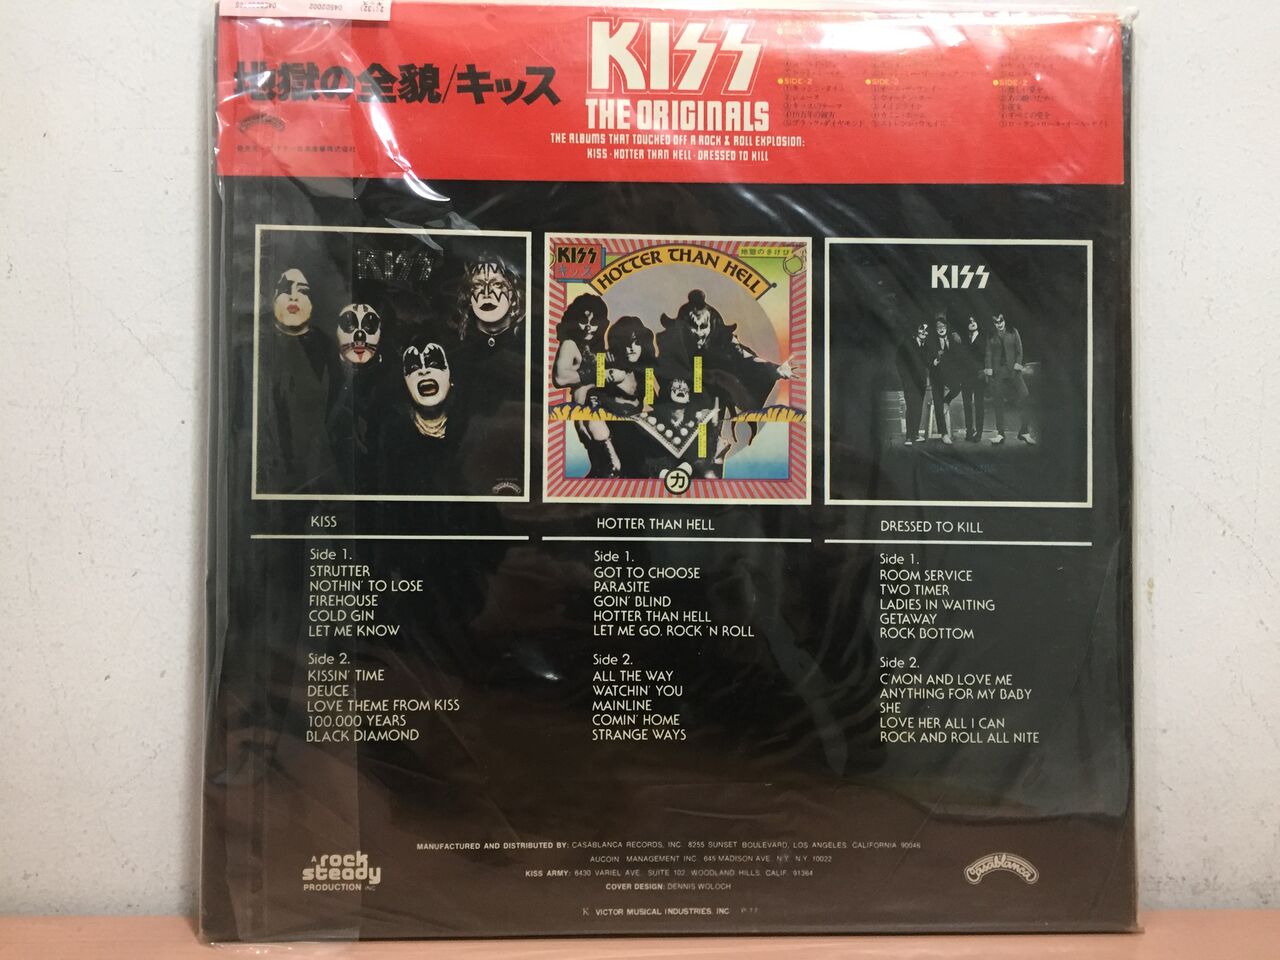 地獄の全貌/キッス
KISS
THE ORIGINALS
THE ALBUMS THAT TOUCHED OFF A ROCK & ROLL EXPLOSION:
KISS · HOTTER THAN HELL · DRESSED TO KILL
SIDE-2
SIDE-2
KISS
KISS
キッス
HOTTER THAN HELL
地獄のさけび
力
KISS
KISS
Side 1.
STRUTTER
NOTHIN' TO LOSE
FIREHOUSE
COLD GIN
LET ME KNOW
Side 2.
KISSIN' TIME
DEUCE
LOVE THEME FROM KISS
100.000 YEARS
BLACK DIAMOND
HOTTER THAN HELL
Side 1.
GOT TO CHOOSE
PARASITE
GOIN' BLIND
HOTTER THAN HELL
LET ME GO, ROCK 'N ROLL
Side 2.
ALL THE WAY
WATCHIN' YOU
MAINLINE
COMIN' HOME
STRANGE WAYS
DRESSED TO KILL
Side 1.
ROOM SERVICE
TWO TIMER
LADIES IN WAITING
GETAWAY
ROCK BOTTOM
Side 2.
C'MON AND LOVE ME
ANYTHING FOR MY BABY
SHE
LOVE HER ALL I CAN
ROCK AND ROLL ALL NITE
A rock steady
PRODUCTION INC
MANUFACTURED AND DISTRIBUTED BY: CASABLANCA RECORDS, INC. 8255 SUNSET BOULEVARD, LOS ANGELES, CALIFORNIA 90046
AUCOIN MANAGEMENT INC. 645 MADISON AVE. N.Y. N.Y. 10022
KISS ARMY: 6430 VARIEL AVE. SUITE 102, WOODLAND HILLS, CALIF. 91364
COVER DESIGN: DENNIS WOLOCH
K VICTOR MUSICAL INDUSTRIES, INC.
Casablanca